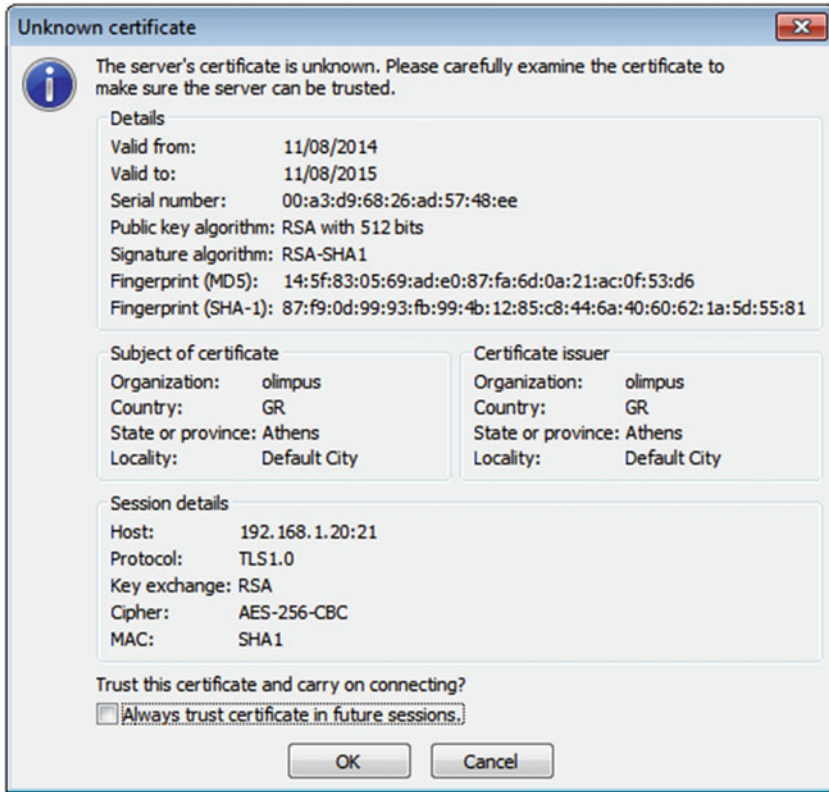 Unknown certificate
The server's certificate is unknown. Please carefully examine the certificate to
make sure the server can be trusted.
Details
Valid from: 11/08/2014
Valid to: 11/08/2015
Serial number: 00:a3:d9:68:26:ad:57:48:ee
Public key algorithm: RSA with 512 bits
Signature algorithm: RSA-SHA1
Fingerprint (MD5): 14:5f:83:05:69:ad:e0:87:fa:6d:0a:21:ac:0f:53:d6
Fingerprint (SHA-1): 87:f9:0d:99:93:fb:99:4b:12:85:c8:44:6a:40:60:62:1a:5d:55:81
Subject of certificate
Organization: olimpus
Country: GR
State or province: Athens
Locality: Default City
Certificate issuer
Organization: olimpus
Country: GR
State or province: Athens
Locality: Default City
Session details
Host: 192.168.1.20:21
Protocol: TLS1.0
Key exchange: RSA
Cipher: AES-256-CBC
MAC: SHA1
Trust this certificate and carry on connecting?
Always trust certificate in future sessions.
OK
Cancel